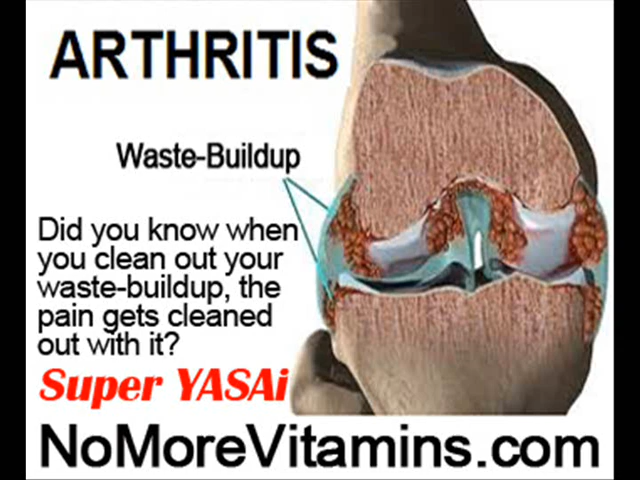 ARTHRITIS
Waste-Buildup
Did you know when
you clean out your
waste-buildup, the
pain gets cleaned
out with it?
Super YASAi
NoMoreVitamins.com